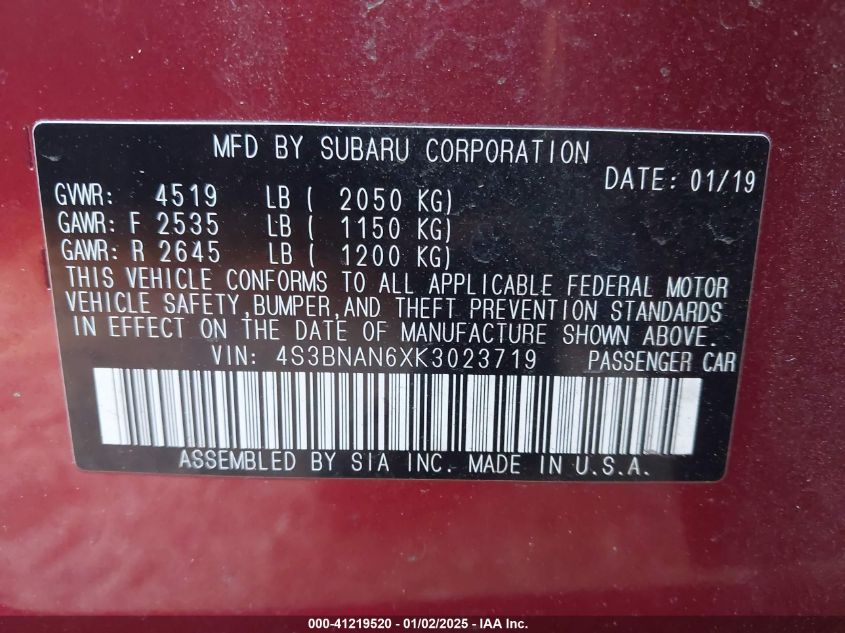 MFD BY SUBARU CORPORATION
DATE: 01/19
GVWR: 4519 LB ( 2050 KG)
GAWR: F 2535 LB ( 1150 KG)
GAWR: R 2645 LB ( 1200 KG)
THIS VEHICLE CONFORMS TO ALL APPLICABLE FEDERAL MOTOR
VEHICLE SAFETY,BUMPER,AND THEFT PREVENTION STANDARDS
IN EFFECT ON THE DATE OF MANUFACTURE SHOWN ABOVE.
VIN: 4S3BNAN6XK3023719 PASSENGER CAR
ASSEMBLED BY SIA INC. MADE IN U.S.A.
000-41219520 - 01/02/2025 - IAA Inc.